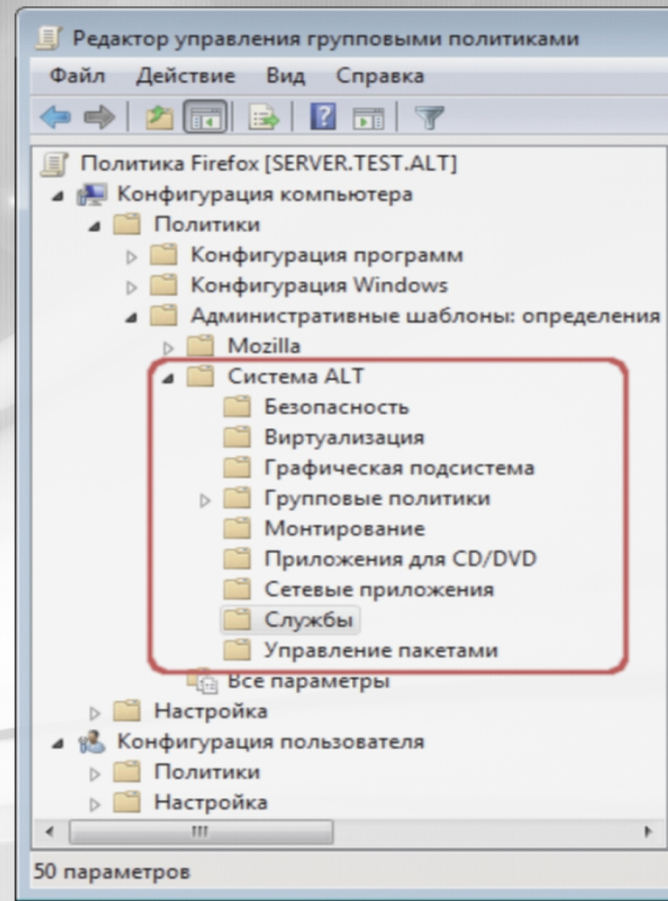 Редактор управления групповыми политиками
Файл Действие Вид Справка
Политика Firefox [SERVER.TEST.ALT]
Конфигурация компьютера
Политики
Конфигурация программ
Конфигурация Windows
Административные шаблоны: определения
Mozilla
Система ALT
Безопасность
Виртуализация
Графическая подсистема
Групповые политики
Монтирование
Приложения для CD/DVD
Сетевые приложения
Службы
Управление пакетами
Все параметры
Настройка
Конфигурация пользователя
Политики
Настройка
50 параметров